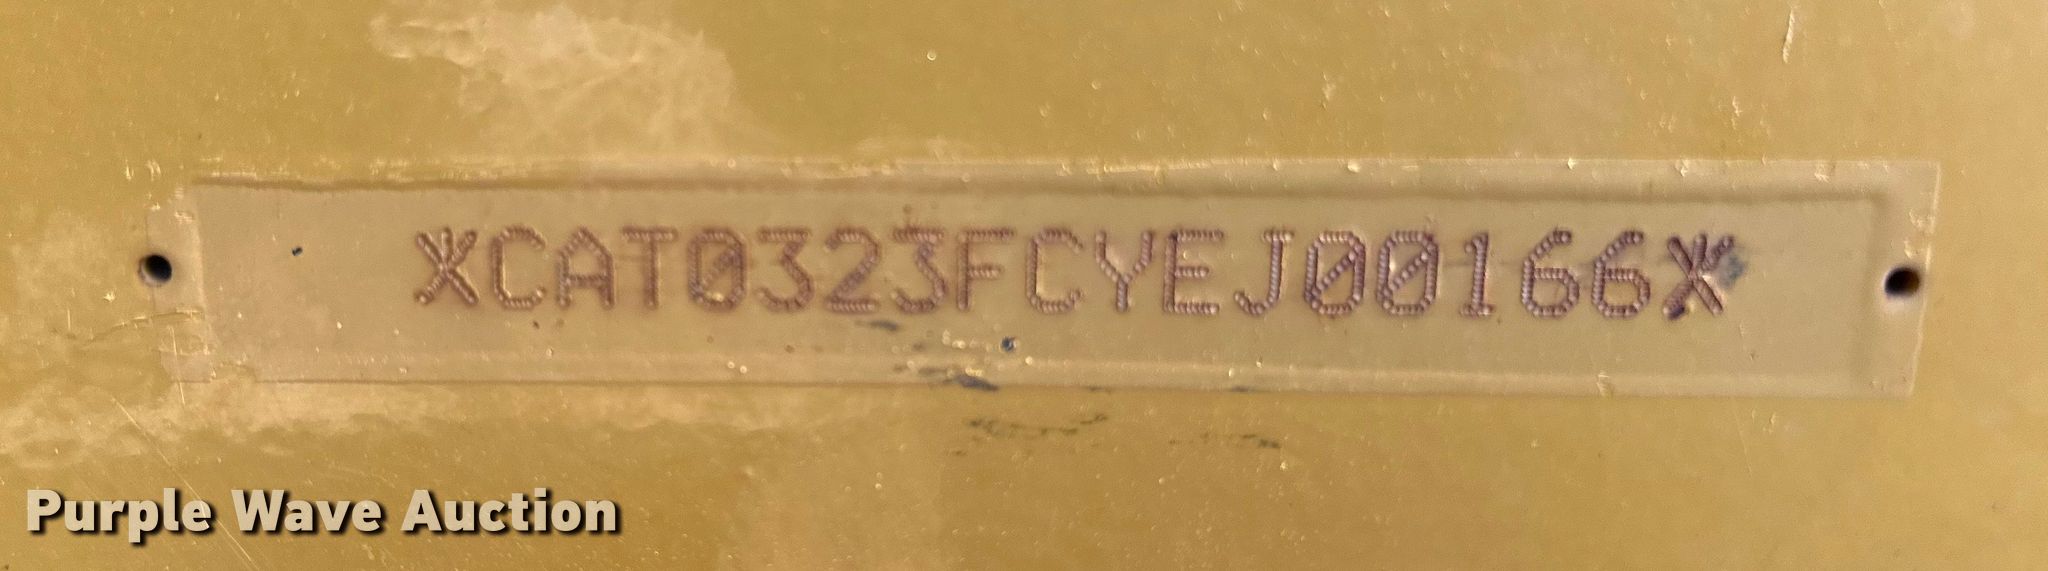 *CAT0323FCYEJ00166*
Purple Wave Auction